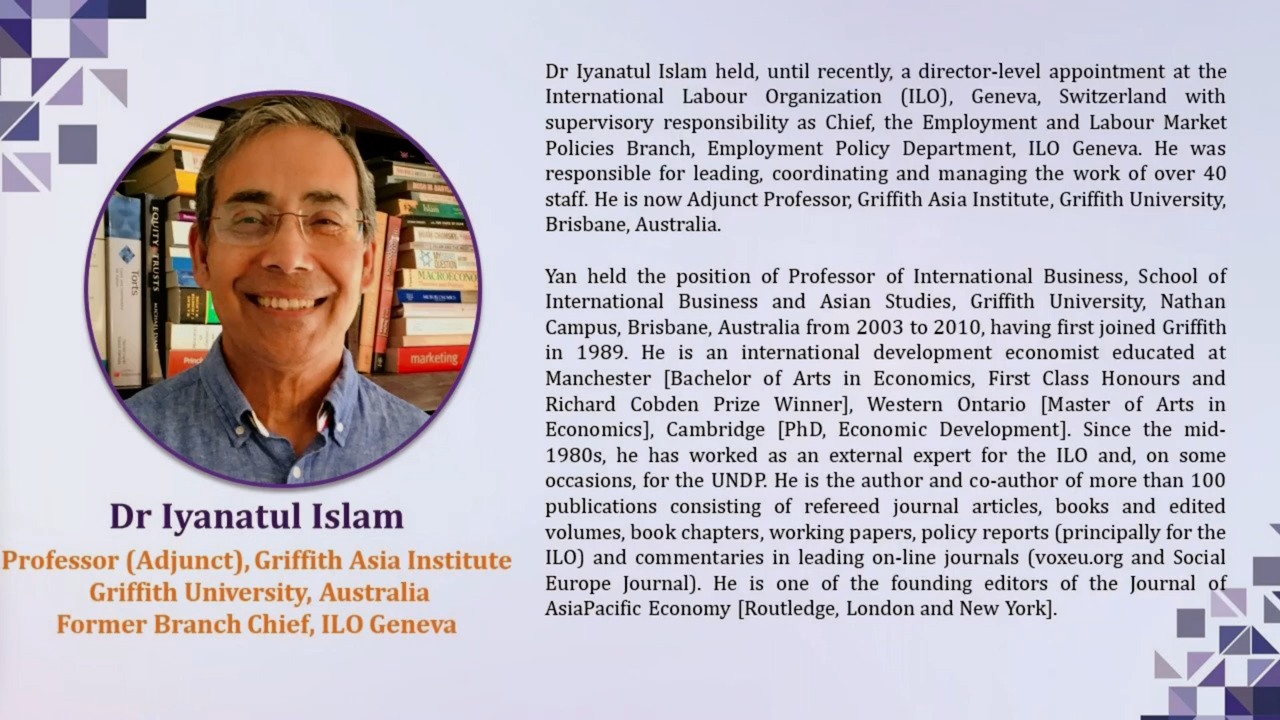 Dr Iyanatul Islam held, until recently, a director-level appointment at the
International Labour Organization (ILO), Geneva, Switzerland with
supervisory responsibility as Chief, the Employment and Labour Market
Policies Branch, Employment Policy Department, ILO Geneva. He was
responsible for leading, coordinating and managing the work of over 40
staff. He is now Adjunct Professor, Griffith Asia Institute, Griffith University,
Brisbane, Australia.
Yan held the position of Professor of International Business, School of
International Business and Asian Studies, Griffith University, Nathan
Campus, Brisbane, Australia from 2003 to 2010, having first joined Griffith
in 1989. He is an international development economist educated at
Manchester [Bachelor of Arts in Economics, First Class Honours and
Richard Cobden Prize Winner], Western Ontario [Master of Arts in
Economics], Cambridge [PhD, Economic Development]. Since the mid-
1980s, he has worked as an external expert for the ILO and, on some
occasions, for the UNDP. He is the author and co-author of more than 100
publications consisting of refereed journal articles, books and edited
volumes, book chapters, working papers, policy reports (principally for the
ILO) and commentaries in leading on-line journals (voxeu.org and Social
Europe Journal). He is one of the founding editors of the Journal of
AsiaPacific Economy [Routledge, London and New York].
Torts
EQUITY TRUSTS
Islam
QUESTION
MACROECONO
marketing
Princ
Dr Iyanatul Islam
Professor (Adjunct), Griffith Asia Institute
Griffith University, Australia
Former Branch Chief, ILO Geneva